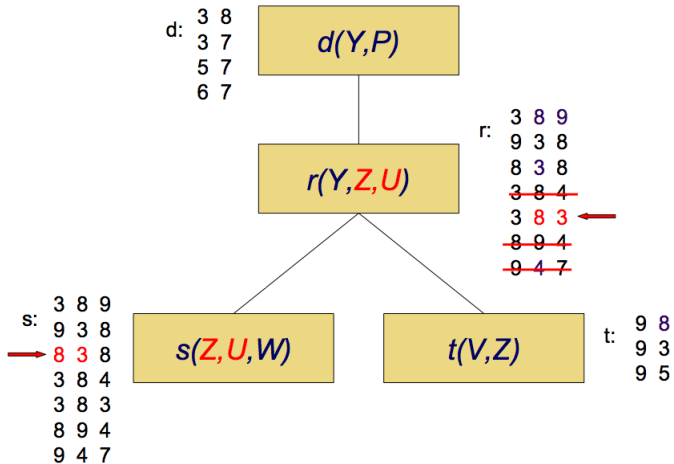 d:
3 8
3 7
5 7
6 7
d(Y,P)
r:
3 8 9
9 3 8
8 3 8
3 8 4
3 8 3
8 9 4
9 4 7
r(Y,Z,U)
s:
3 8 9
9 3 8
8 3 8
3 8 4
3 8 3
8 9 4
9 4 7
s(Z,U,W)
t(V,Z)
t:
9 8
9 3
9 5